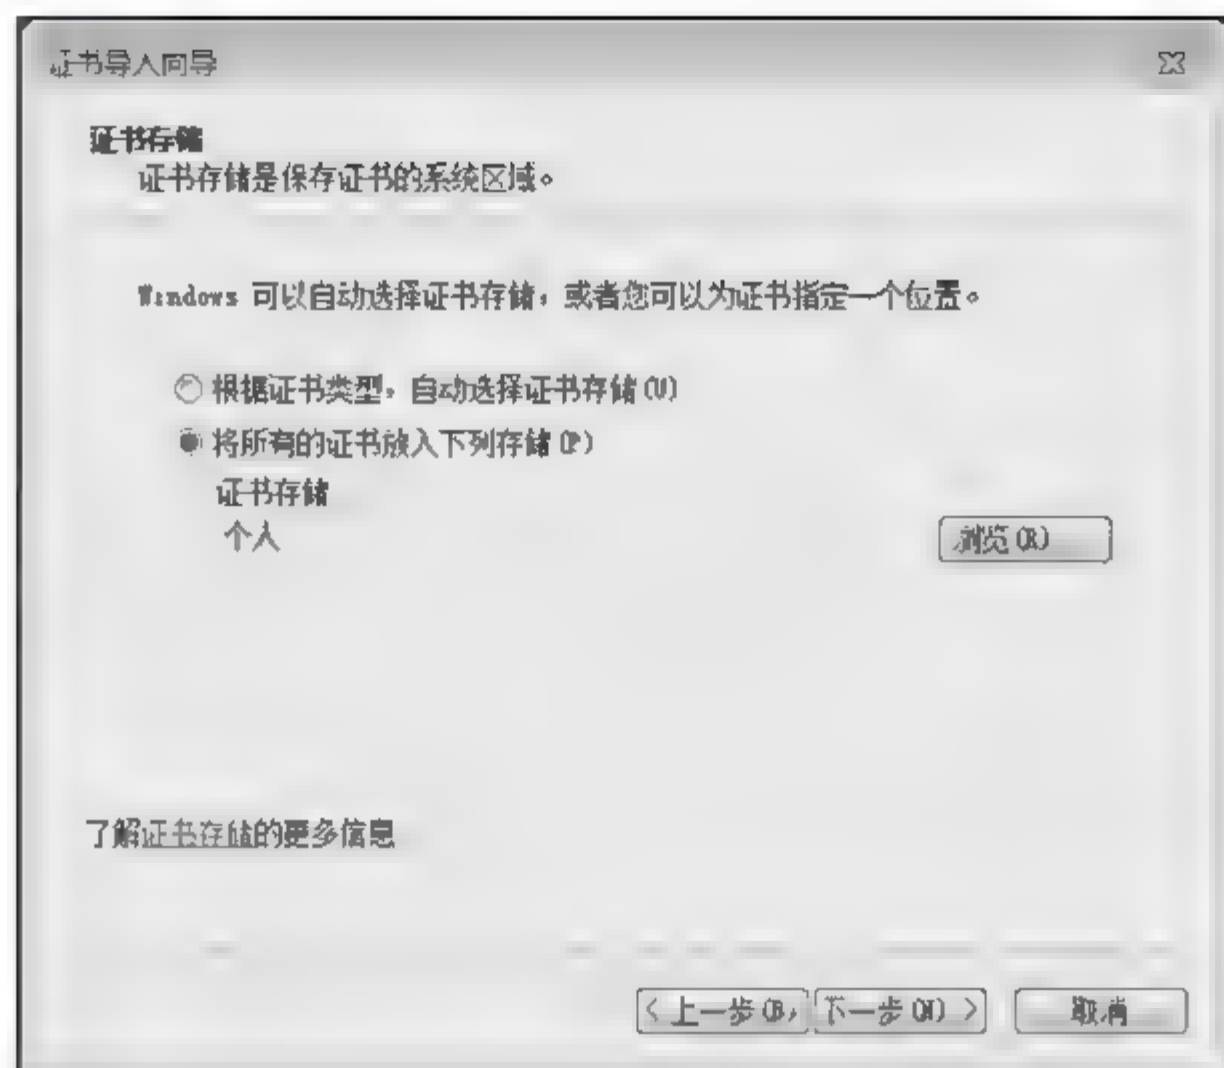 证书导入向导
证书存储
证书存储是保存证书的系统区域。
Windows 可以自动选择证书存储，或者您可以为证书指定一个位置。
根据证书类型，自动选择证书存储(U)
将所有的证书放入下列存储(P)
证书存储
个人
浏览(R)
了解证书存储的更多信息
< 上一步(B) 下一步(N) > 取消